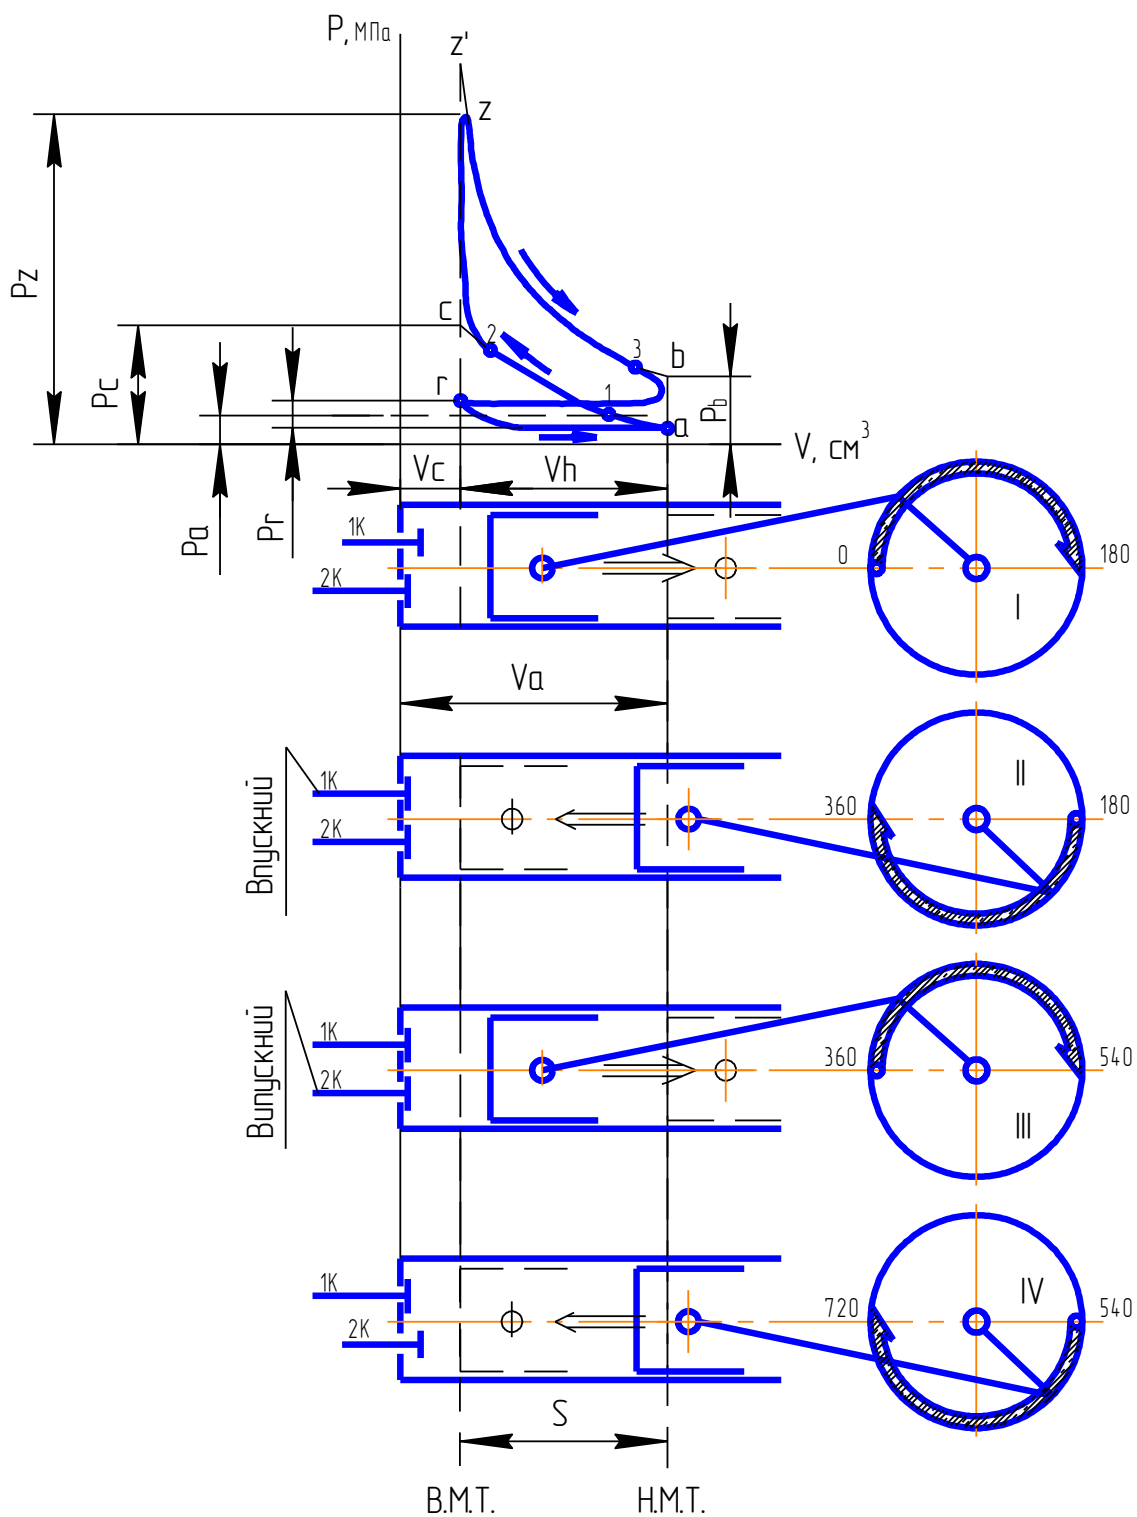 P, МПа
z'
z
Pz
c
2
3
b
Pc
r
1
a
Pb
V, см³
Vc
Vh
Pa
Pr
1К
0
180
2К
I
Va
II
Впускний
1К
360
180
2К
Випускний
1К
360
540
2К
III
1К
IV
720
540
2К
S
В.М.Т.
Н.М.Т.